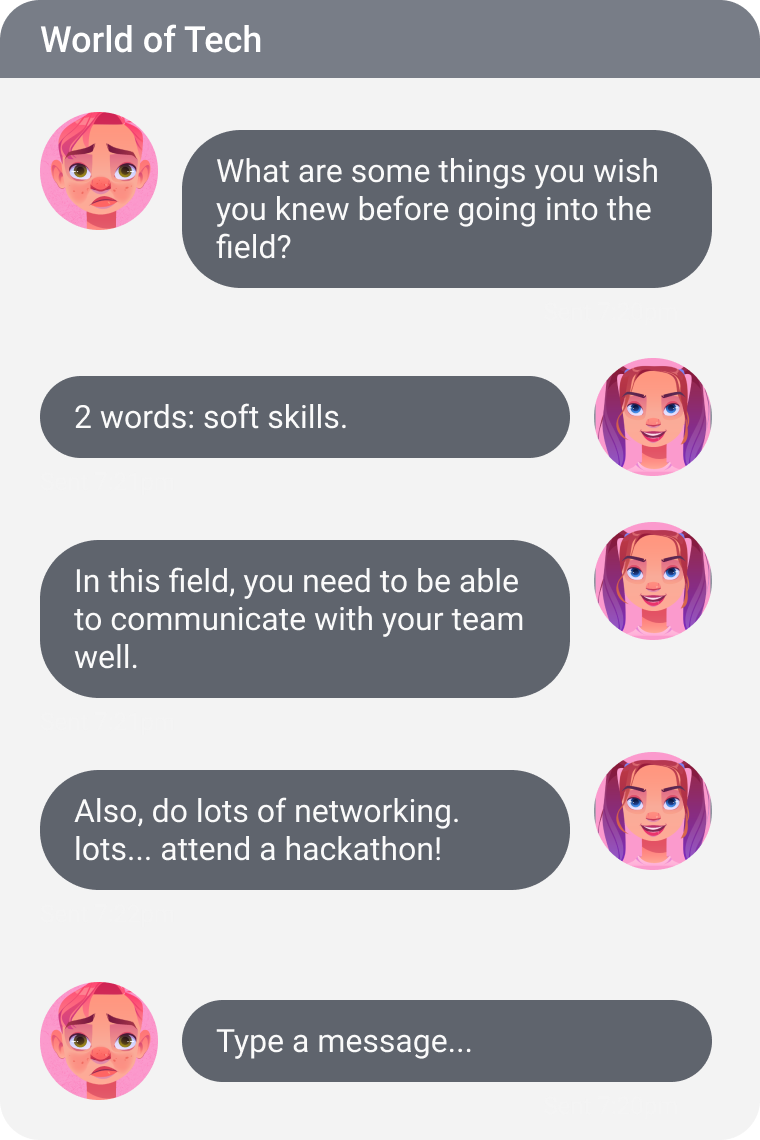 World of Tech
What are some things you wish
you knew before going into the
field?
2 words: soft skills.
In this field, you need to be able
to communicate with your team
well.
Also, do lots of networking.
lots... attend a hackathon!
Type a message...